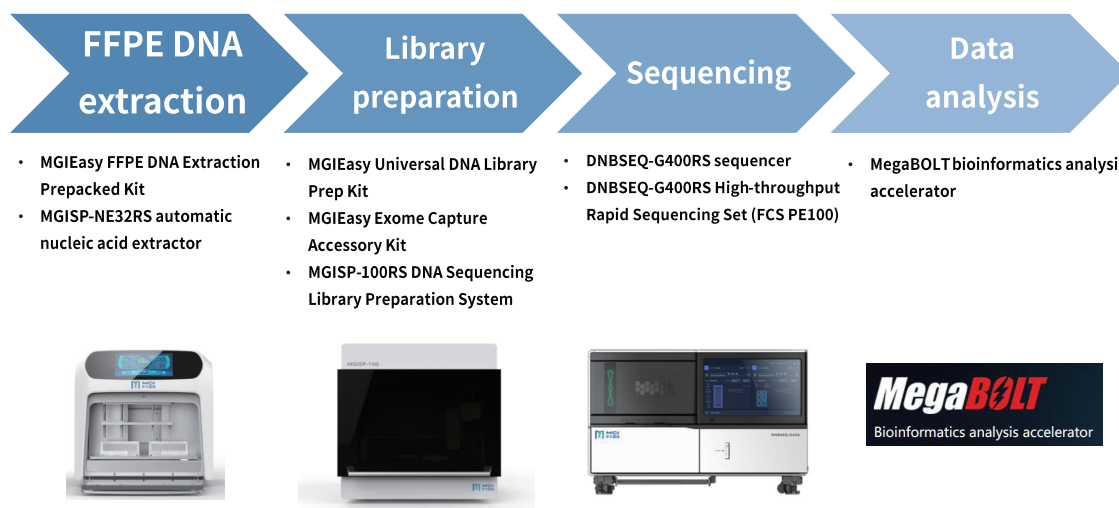 FFPE DNA
extraction
Library
preparation
Sequencing
Data
analysis
• MGIEasy FFPE DNA Extraction
Prepacked Kit
• MGISP-NE32RS automatic
nucleic acid extractor
• MGIEasy Universal DNA Library
Prep Kit
• MGIEasy Exome Capture
Accessory Kit
• MGISP-100RS DNA Sequencing
Library Preparation System
• DNBSEQ-G400RS sequencer
• DNBSEQ-G400RS High-throughput
Rapid Sequencing Set (FCS PE100)
• MegaBOLT bioinformatics analysi
accelerator
MGI
MGISP-100
MGI
MGI
DNBSEQ-G400
MegaBOLT
Bioinformatics analysis accelerator